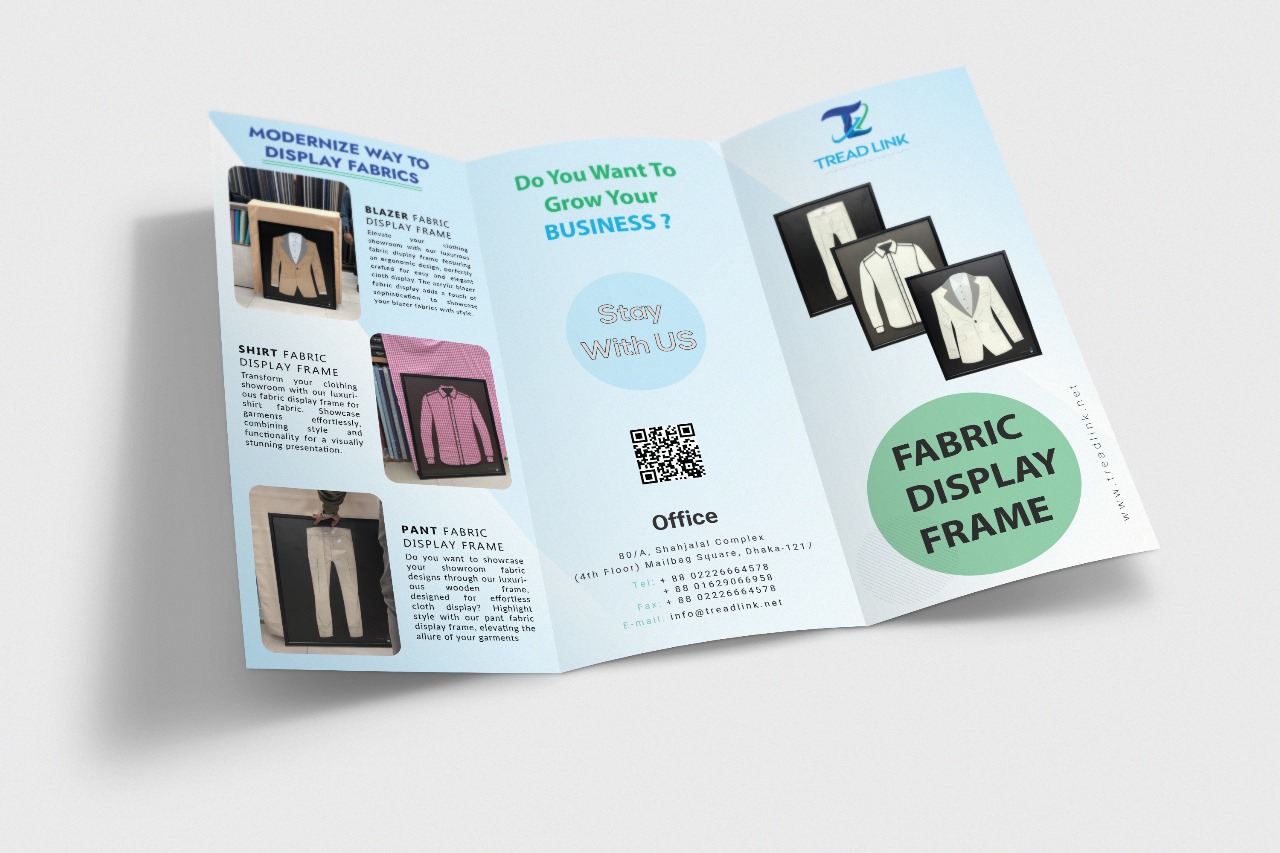 MODERNIZE WAY TO
DISPLAY FABRICS
BLAZER FABRIC
DISPLAY FRAME
Elevate your clothing
showroom with our luxurious
fabric display frame featuring
an ergonomic design, perfectly
crafted for easy and elegant
cloth display. The acrylic blazer
fabric display adds a touch of
sophistication to showcase
your blazer fabrics with style.
SHIRT FABRIC
DISPLAY FRAME
Transform your clothing
showroom with our luxuri-
ous fabric display frame for
shirt fabric. Showcase
garments effortlessly,
combining style and
functionality for a visually
stunning presentation.
PANT FABRIC
DISPLAY FRAME
Do you want to showcase
your showroom fabric
designs through our luxuri-
ous wooden frame,
designed for effortless
cloth display? Highlight
style with our pant fabric
display frame, elevating the
allure of your garments
Do You Want To
Grow Your
BUSINESS ?
Stay
With US
Office
80/A, Shahjalal Complex
(4th Floor) Mailbag Square, Dhaka-1217
Tel: + 88 02226664578
+ 88 01629066958
Fax: + 88 02226664578
E-mail: info@treadlink.net
TREAD LINK
FABRIC
DISPLAY
FRAME
www.treadlink.net